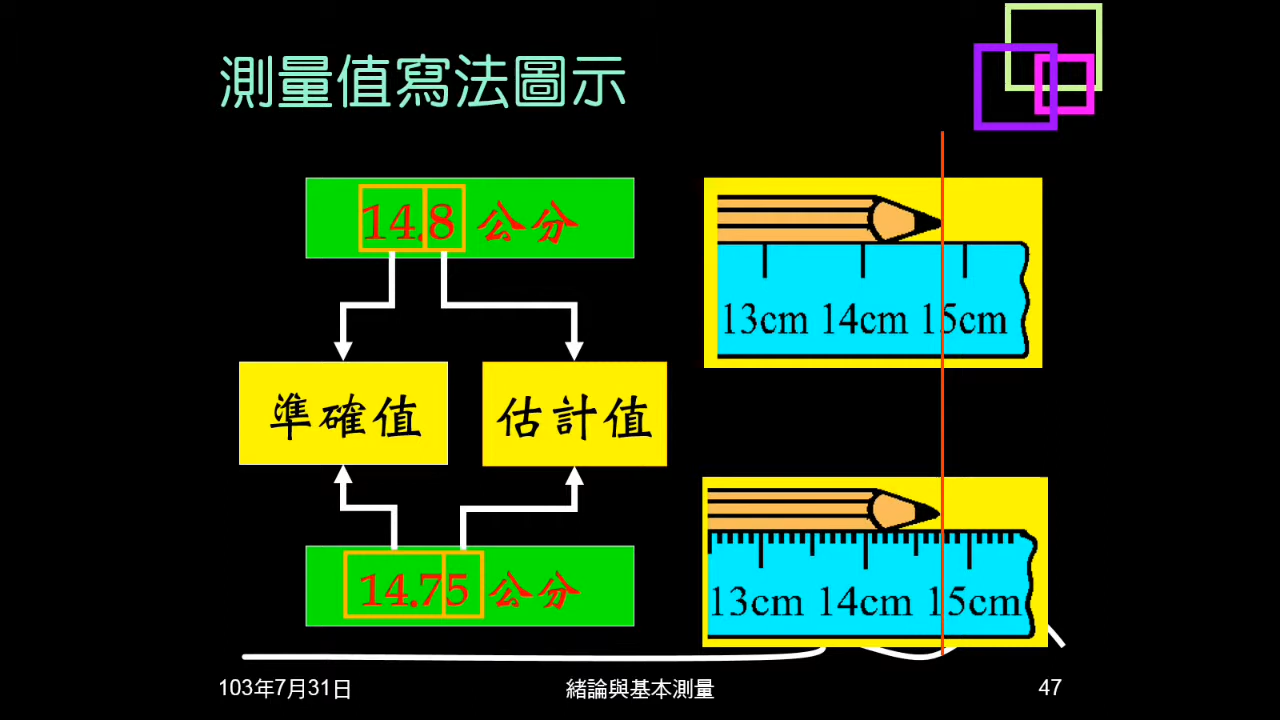 測量值寫法圖示
14.8 公分
13cm 14cm 15cm
準確值
估計值
14.75 公分
13cm 14cm 15cm
103年7月31日
緒論與基本測量
47